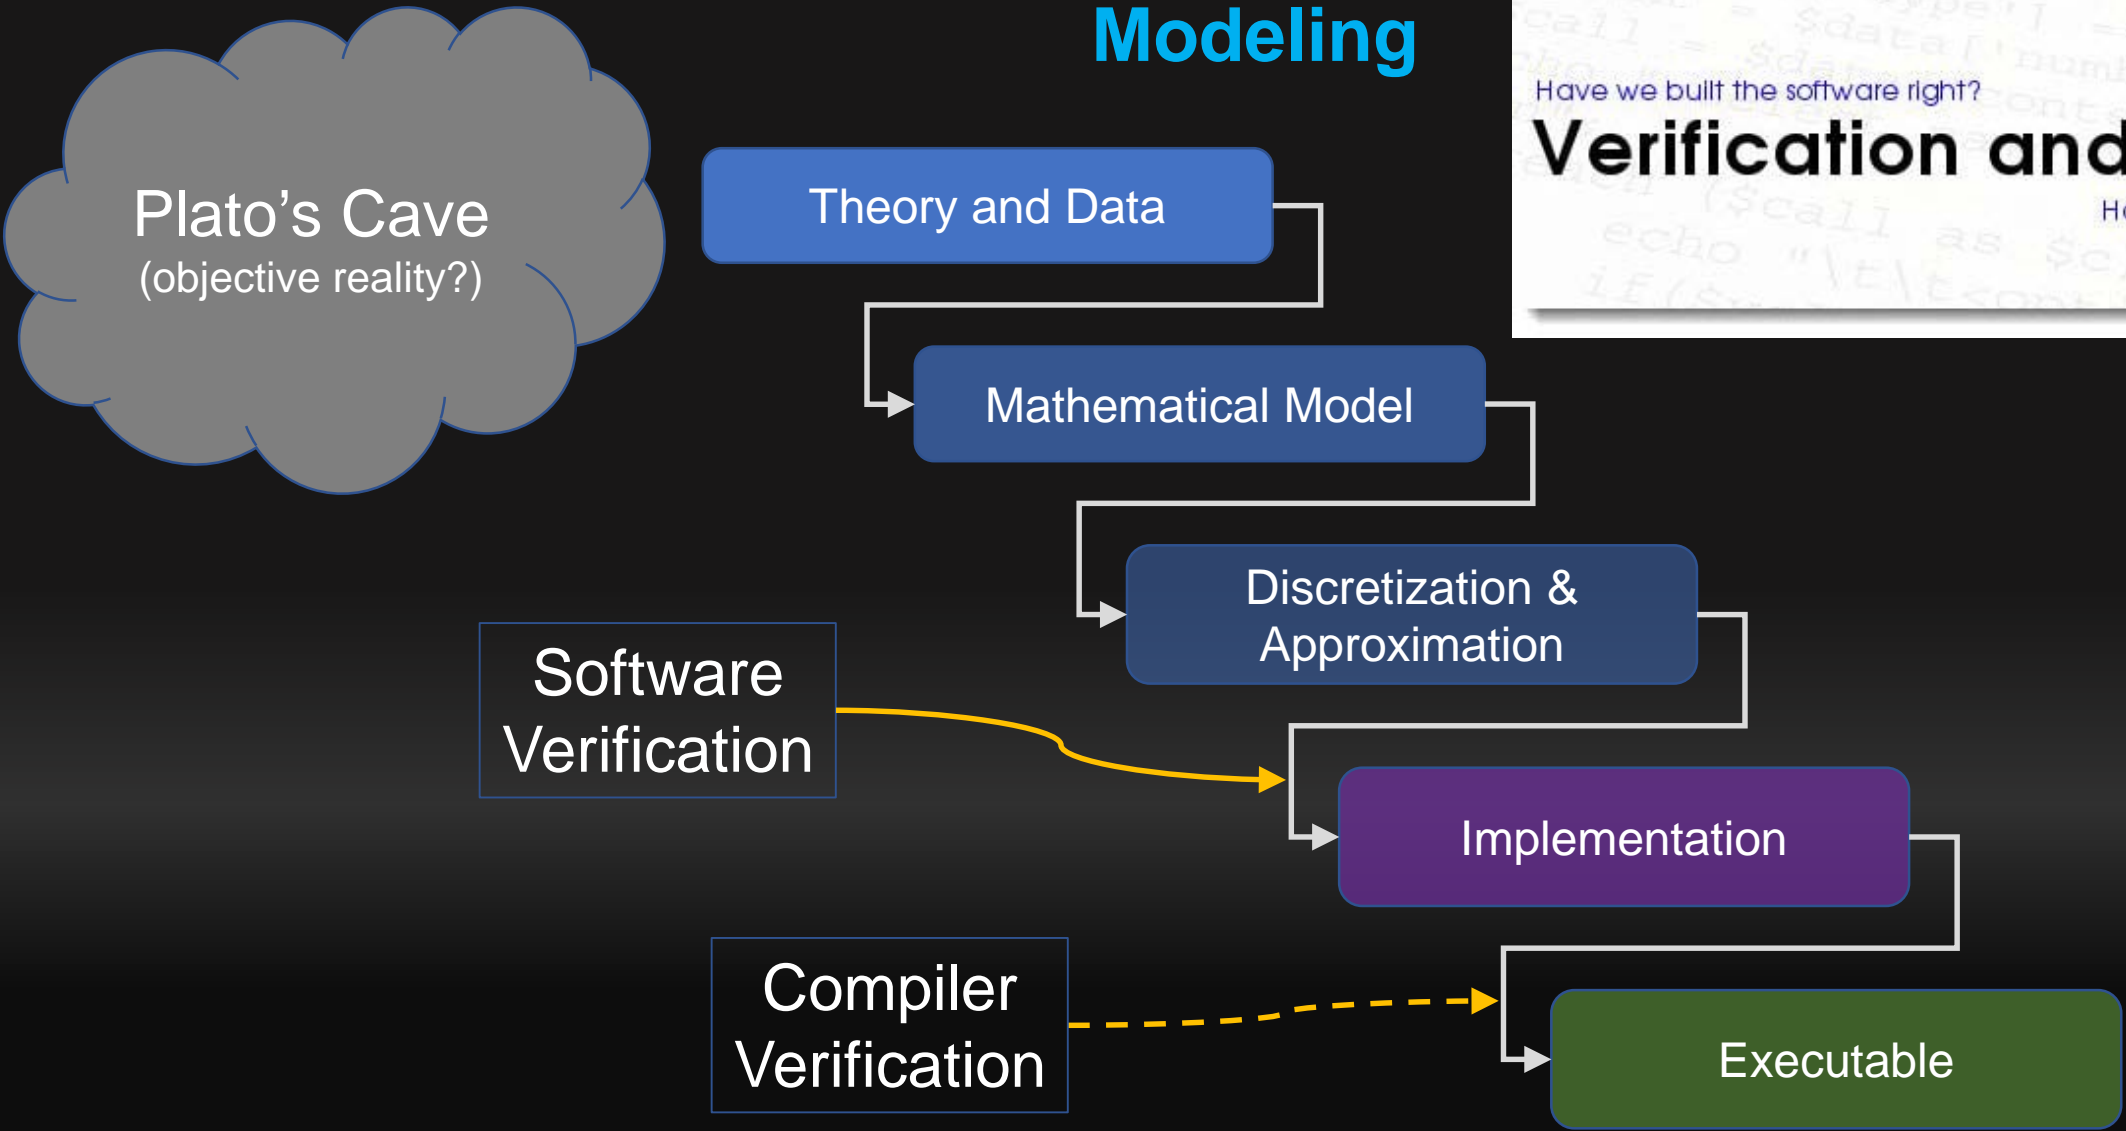 Modeling
Have we built the software right?
Verification and
Plato's Cave
(objective reality?)
Theory and Data
Mathematical Model
Discretization &
Approximation
Software
Verification
Implementation
Compiler
Verification
Executable